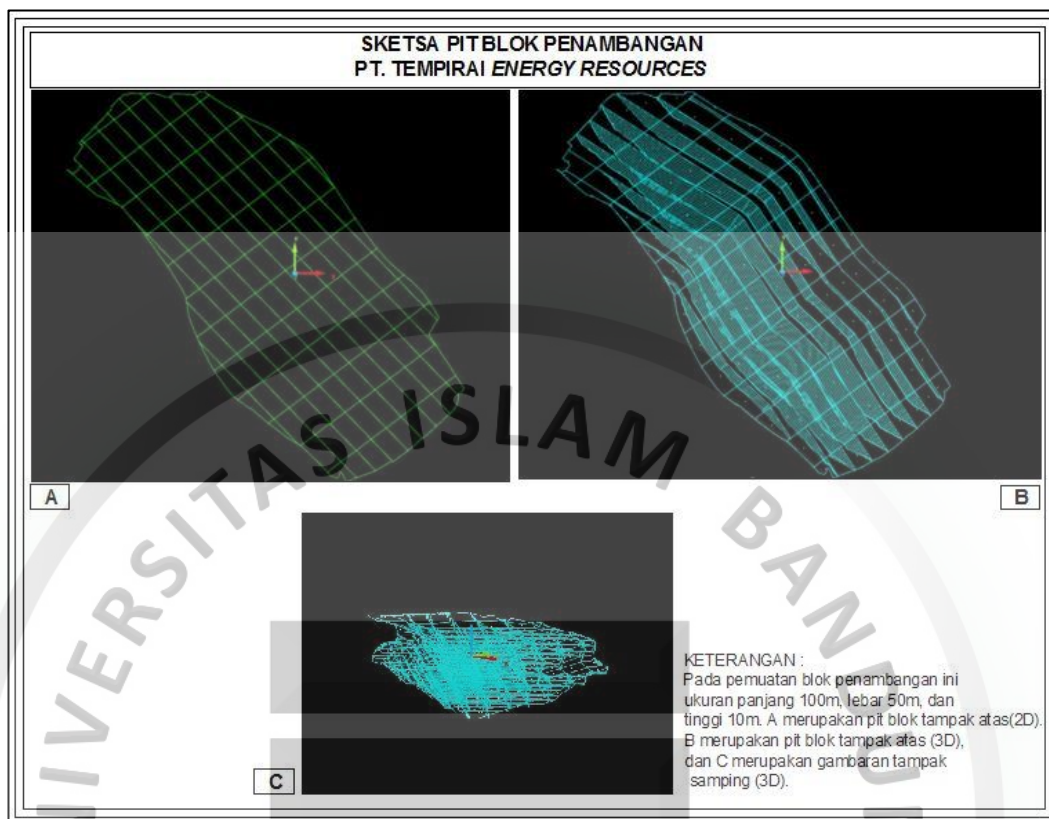 SKETSA PIT BLOK PENAMBANGAN
PT. TEMPIRAI ENERGY RESOURCES
A
B
UNIVERSITAS ISLAM BANDU
C
KETERANGAN :
Pada pemuatan blok penambangan ini
ukuran panjang 100m, lebar 50m, dan
tinggi 10m. A merupakan pit blok tampak atas(2D).
B merupakan pit blok tampak atas (3D),
dan C merupakan gambaran tampak
samping (3D).